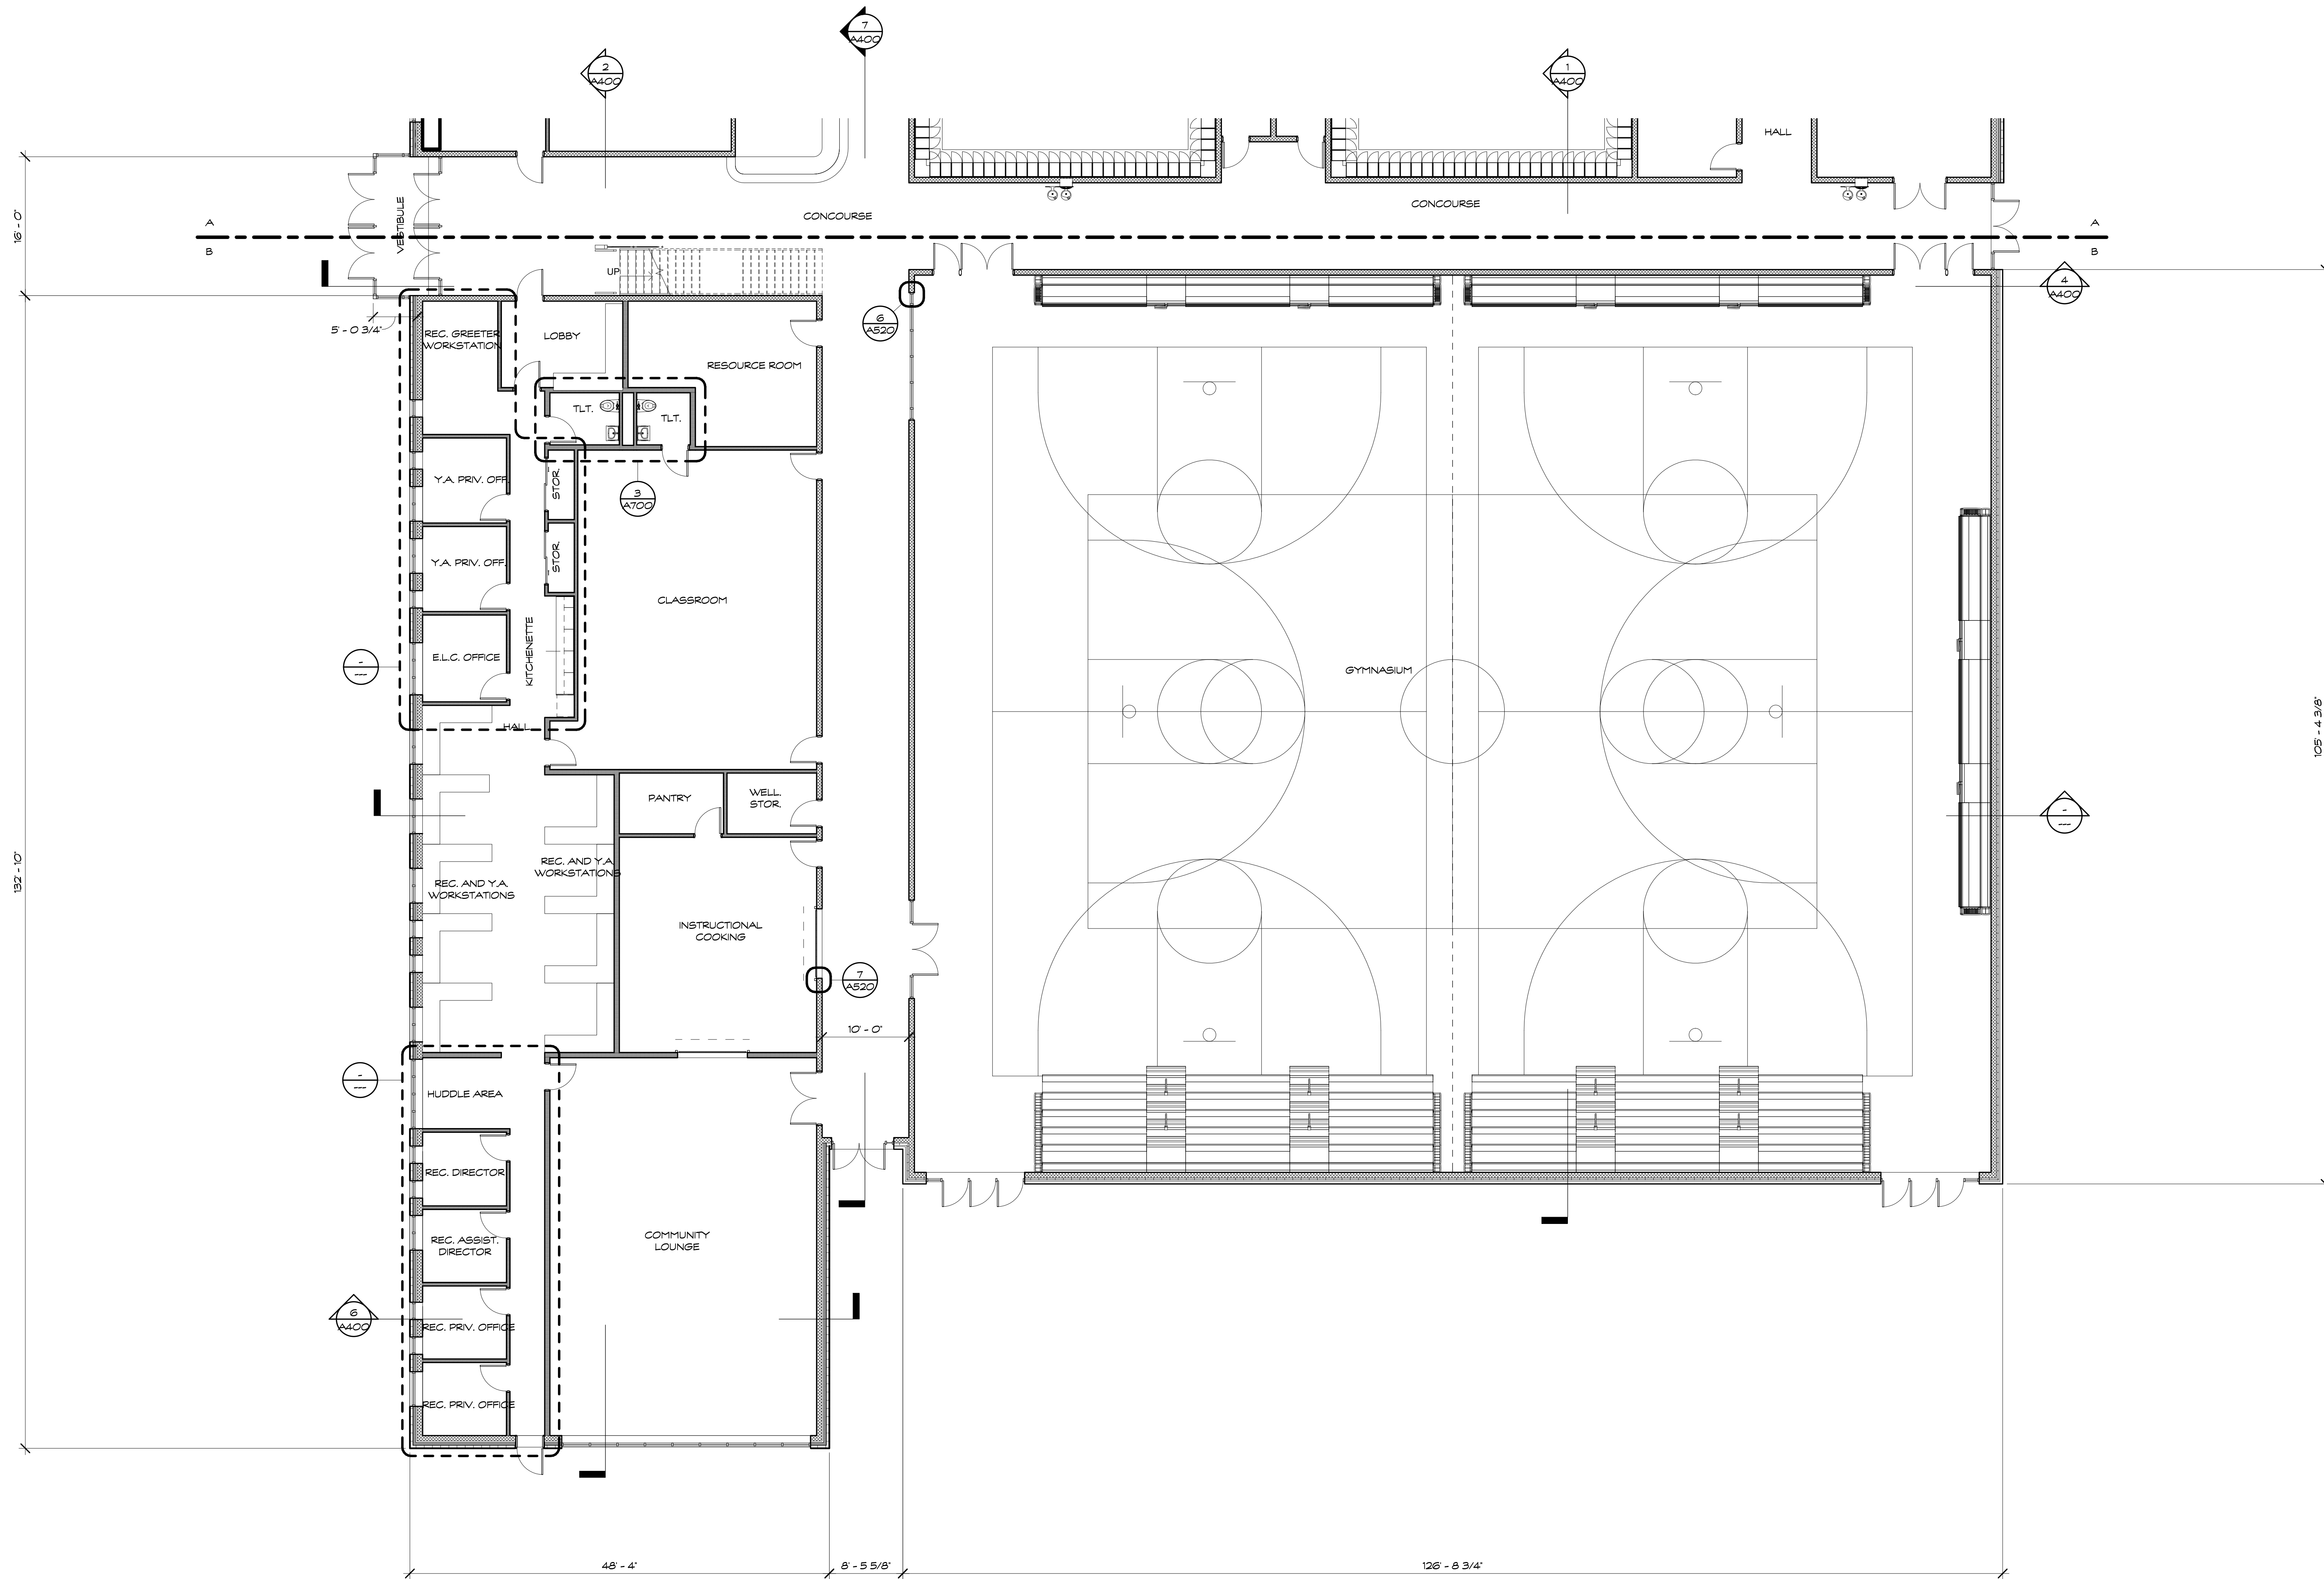 7
A400
2
A400
1
A400
HALL
CONCOURSE
CONCOURSE
VESTIBULE
16' - 0"
A
A
B
B
UP
4
A400
6
A520
5' - 0 3/4"
REC. GREETER
WORKSTATION
LOBBY
RESOURCE ROOM
TLT.
TLT.
Y.A. PRIV. OFF.
STOR.
3
A700
Y.A. PRIV. OFF.
STOR.
CLASSROOM
E.L.C. OFFICE
KITCHENETTE
GYMNASIUM
-
---
HALL
105' - 4 3/8"
PANTRY
WELL.
STOR.
-
---
132' - 10"
REC. AND Y.A.
WORKSTATIONS
REC. AND Y.A.
WORKSTATIONS
INSTRUCTIONAL
COOKING
7
A520
10' - 0"
-
---
HUDDLE AREA
REC. DIRECTOR
REC. ASSIST.
DIRECTOR
COMMUNITY
LOUNGE
6
A400
REC. PRIV. OFFICE
REC. PRIV. OFFICE
48' - 4"
8' - 5 5/8"
126' - 8 3/4"